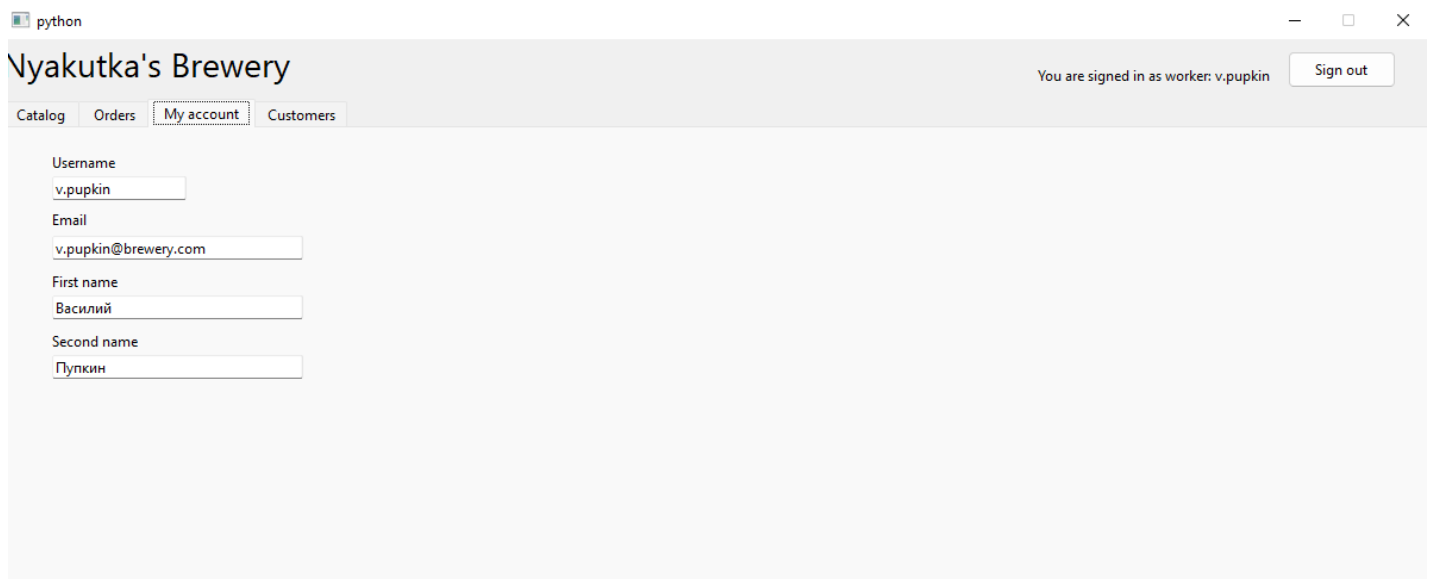 python
Nyakutka's Brewery
You are signed in as worker: v.pupkin
Sign out
Catalog Orders My account Customers
Username
v.pupkin
Email
v.pupkin@brewery.com
First name
Василий
Second name
Пупкин